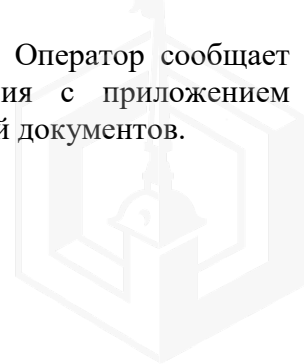 Оператор сообщает
ия с приложением
й документов.